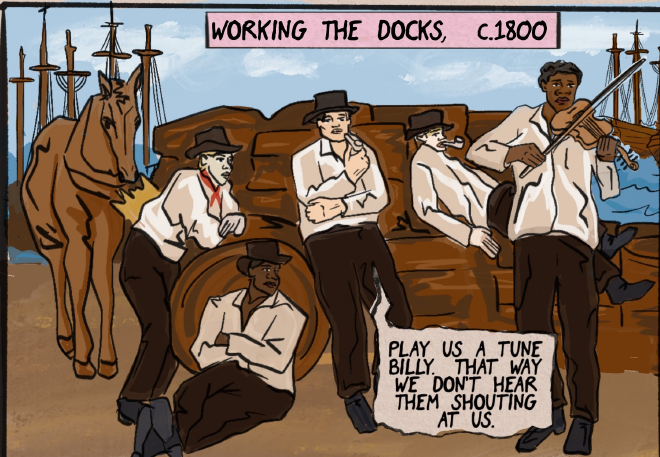 WORKING THE DOCKS, c.1800
PLAY US A TUNE
BILLY. THAT WAY
WE DON'T HEAR
THEM SHOUTING
AT US.